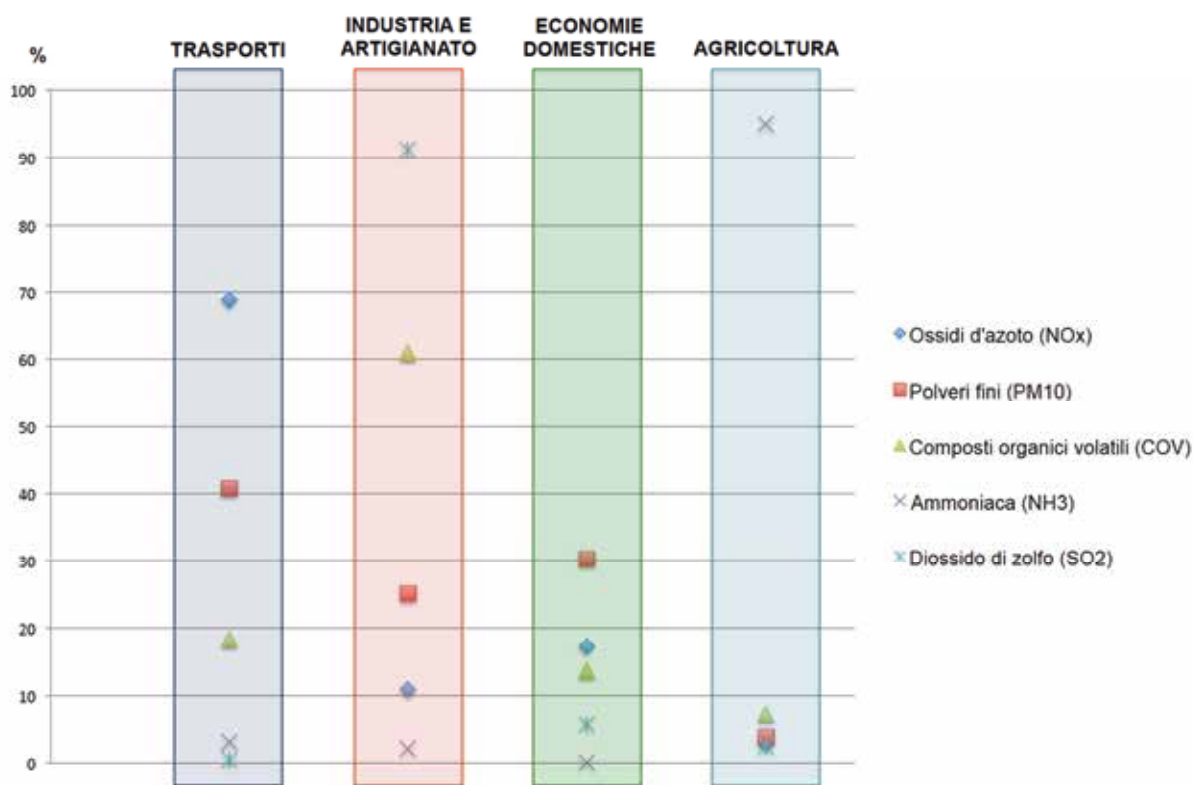 %
TRASPORTI
INDUSTRIA E
ARTIGIANATO
ECONOMIE
DOMESTICHE
AGRICOLTURA
100
90
80
70
60
50
40
30
20
10
0
Ossidi d'azoto (NOx)
Polveri fini (PM10)
Composti organici volatili (COV)
Ammoniaca (NH3)
Diossido di zolfo (SO2)